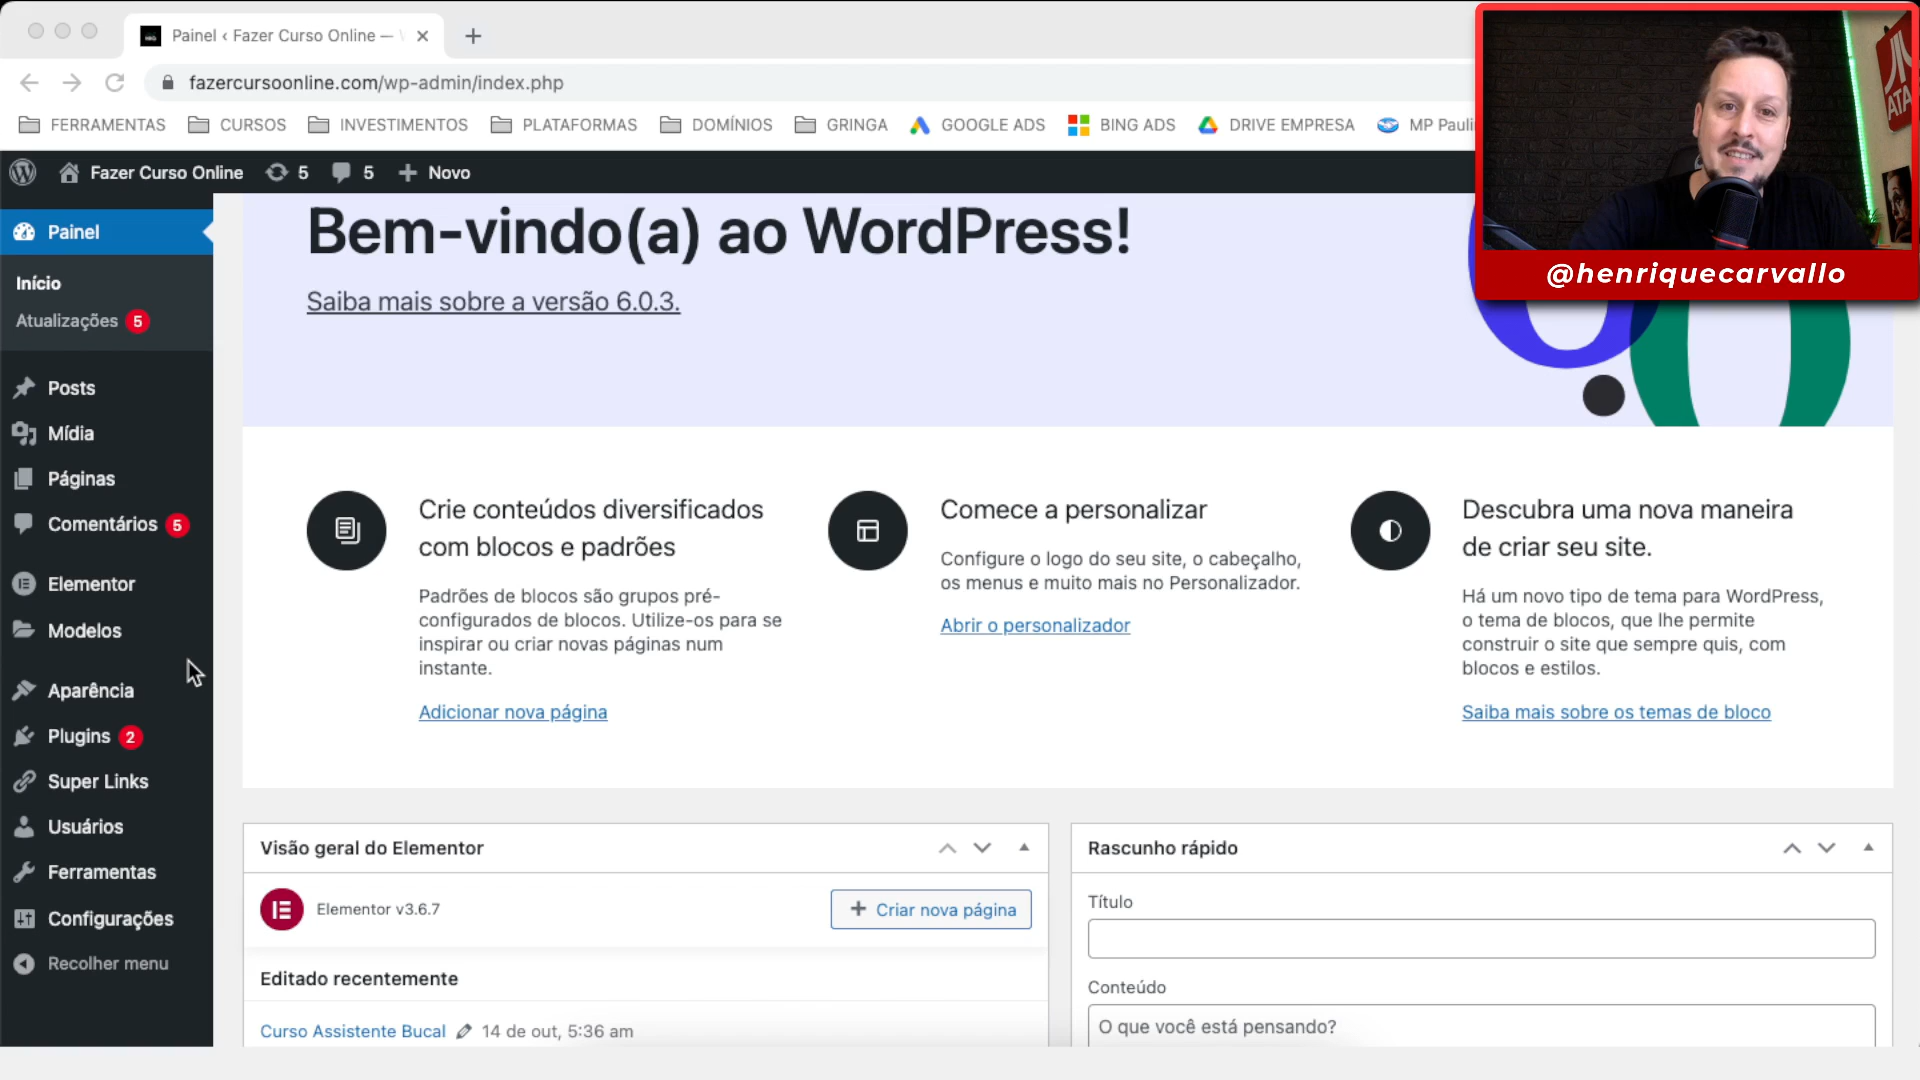 Painel ‹ Fazer Curso Online —
fazercursoonline.com/wp-admin/index.php
FERRAMENTAS
CURSOS
INVESTIMENTOS
PLATAFORMAS
DOMÍNIOS
GRINGA
GOOGLE ADS
BING ADS
DRIVE EMPRESA
MP Pauli
ATA
@henriquecarvallo
Fazer Curso Online
5
5
Novo
Painel
Início
Atualizações 5
Posts
Mídia
Páginas
Comentários 5
Elementor
Modelos
Aparência
Plugins 2
Super Links
Usuários
Ferramentas
Configurações
Recolher menu
Bem-vindo(a) ao WordPress!
Saiba mais sobre a versão 6.0.3.
Crie conteúdos diversificados
com blocos e padrões
Padrões de blocos são grupos pré-
configurados de blocos. Utilize-os para se
inspirar ou criar novas páginas num
instante.
Adicionar nova página
Comece a personalizar
Configure o logo do seu site, o cabeçalho,
os menus e muito mais no Personalizador.
Abrir o personalizador
Descubra uma nova maneira
de criar seu site.
Há um novo tipo de tema para WordPress,
o tema de blocos, que lhe permite
construir o site que sempre quis, com
blocos e estilos.
Saiba mais sobre os temas de bloco
Visão geral do Elementor
Elementor v3.6.7
Criar nova página
Editado recentemente
Curso Assistente Bucal 14 de out, 5:36 am
Rascunho rápido
Título
Conteúdo
O que você está pensando?